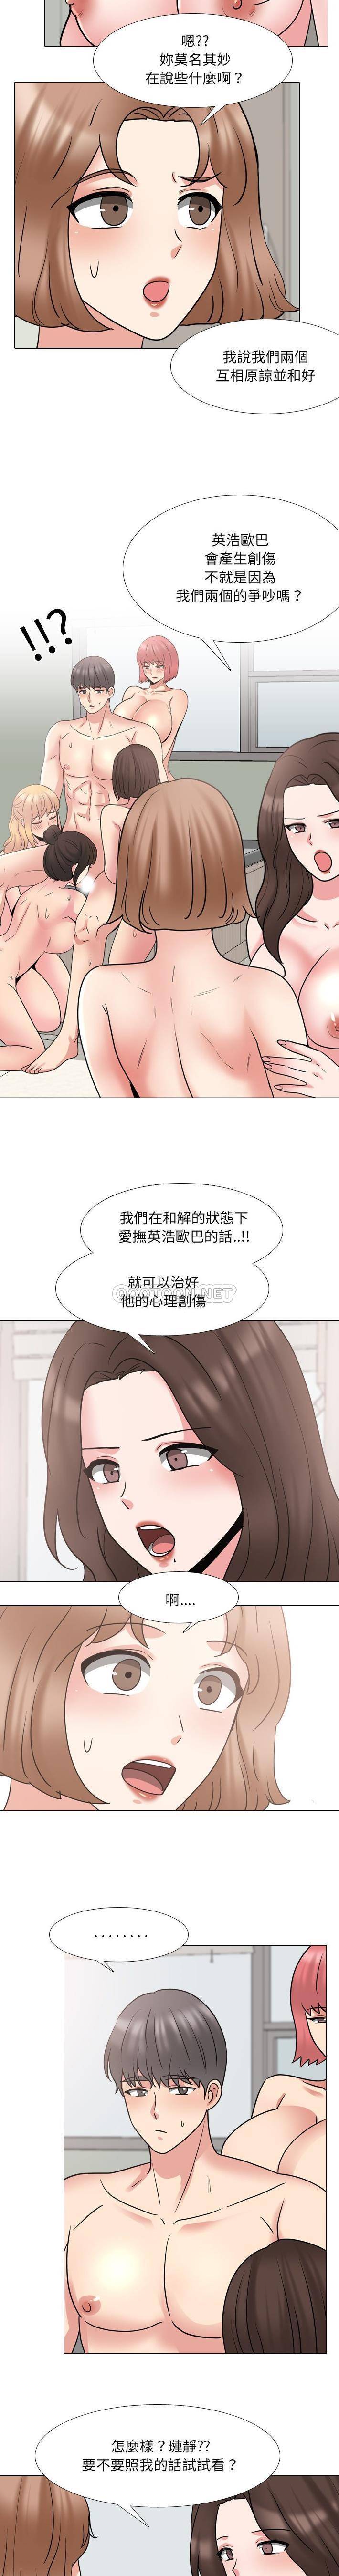 嗯??
妳莫名其妙
在說些什麼啊？
我說我們兩個
互相原諒並和好
英浩歐巴
會產生創傷
不就是因為
我們兩個的爭吵嗎？
!!?
我們在和解的狀態下
愛撫英浩歐巴的話..!!
就可以治好
他的心理創傷
GODTOON.NET
啊....
........
怎麼樣？璉靜??
要不要照我的話試試看？